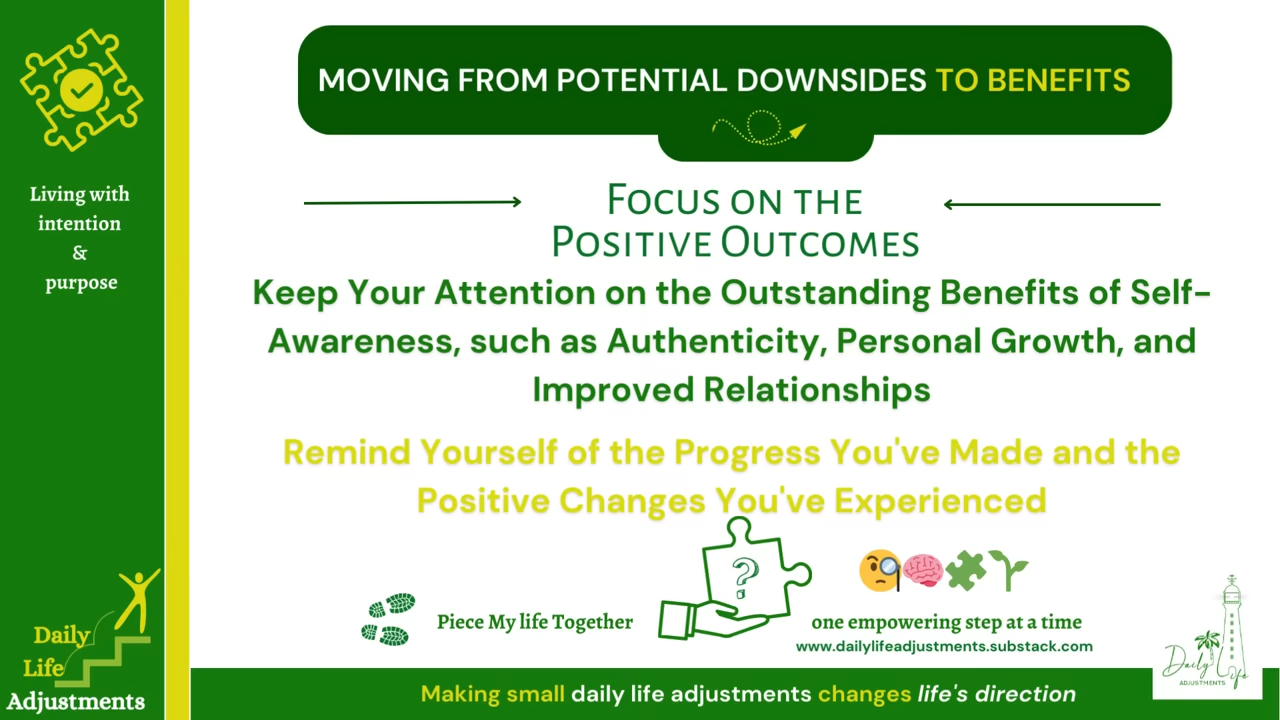 MOVING FROM POTENTIAL DOWNSIDES TO BENEFITS
Living with
intention
&
purpose
FOCUS ON THE
POSITIVE OUTCOMES
Keep Your Attention on the Outstanding Benefits of Self-
Awareness, such as Authenticity, Personal Growth, and
Improved Relationships
Remind Yourself of the Progress You've Made and the
Positive Changes You've Experienced
?
Piece My life Together
one empowering step at a time
www.dailylifeadjustments.substack.com
Daily
Life
Adjustments
Daily Life
ADJUSTMENTS
Making small daily life adjustments changes life's direction